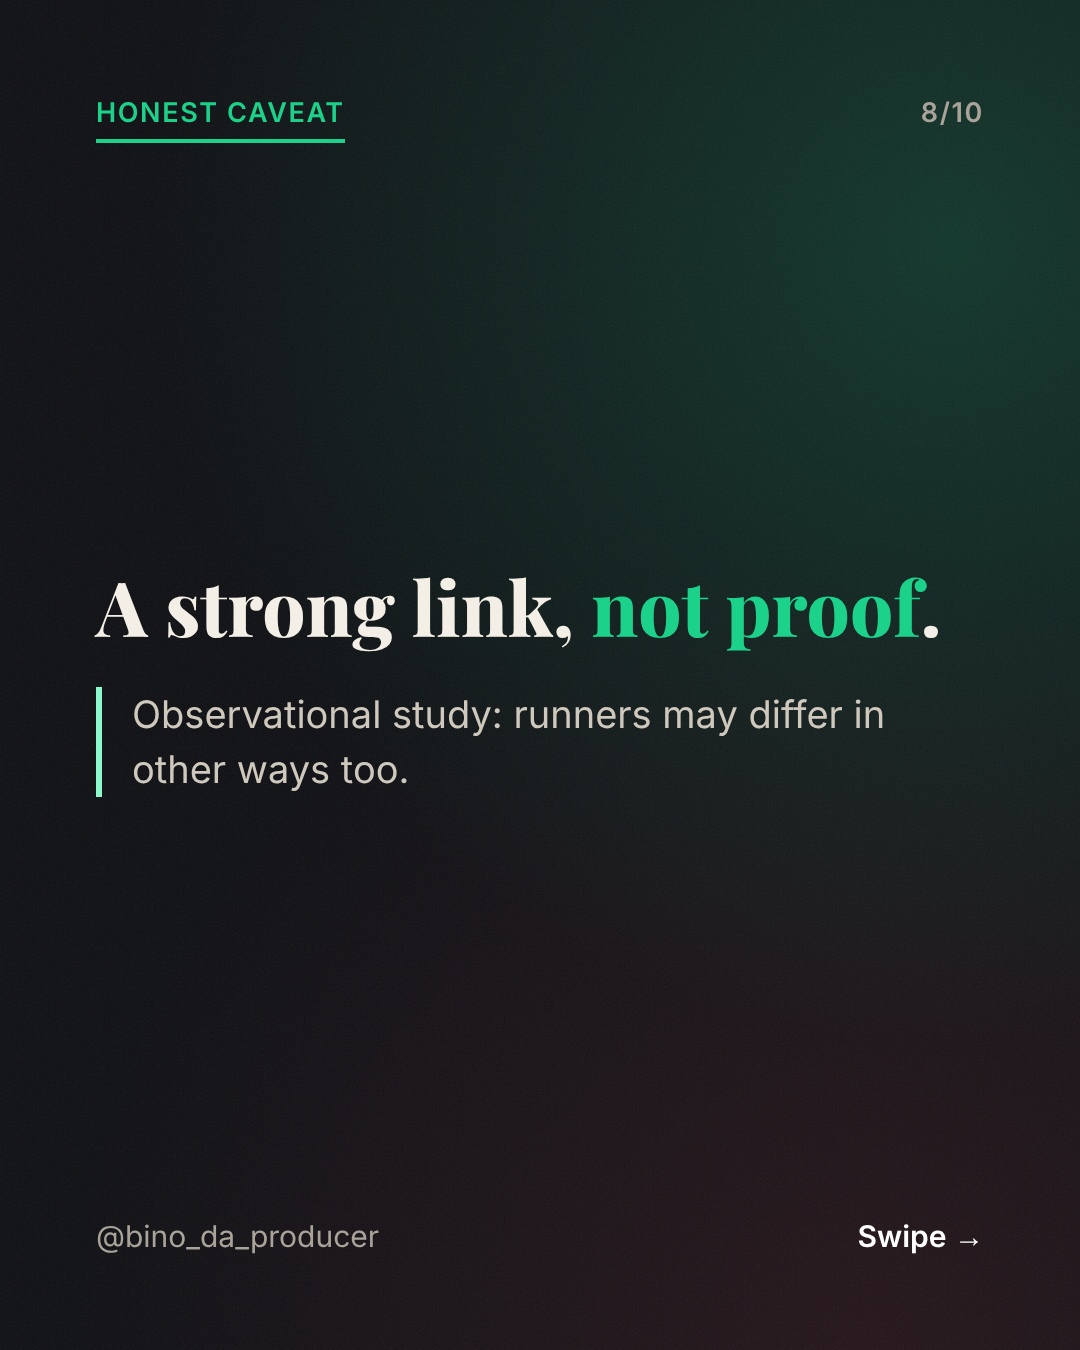 HONEST CAVEAT
8/10
A strong link, not proof.
Observational study: runners may differ in
other ways too.
@bino_da_producer
Swipe →